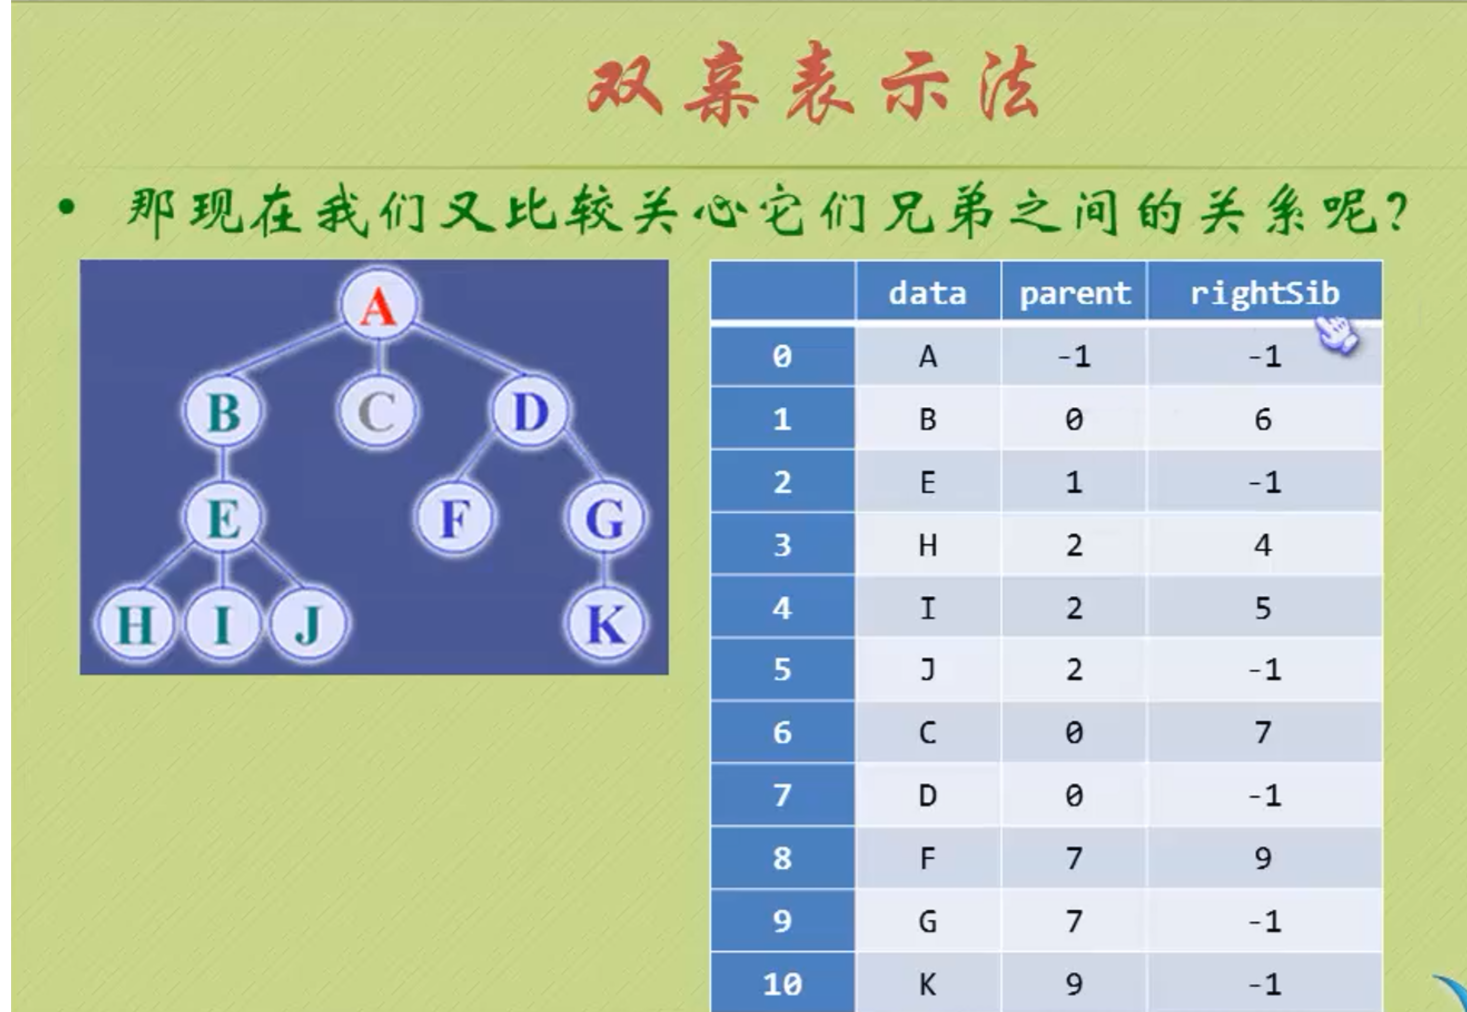 双亲表示法
• 那现在我们又比较关心它们兄弟之间的关系呢?
A
B C D
E F G
H I J K
data parent rightSib
0 A -1 -1
1 B 0 6
2 E 1 -1
3 H 2 4
4 I 2 5
5 J 2 -1
6 C 0 7
7 D 0 -1
8 F 7 9
9 G 7 -1
10 K 9 -1